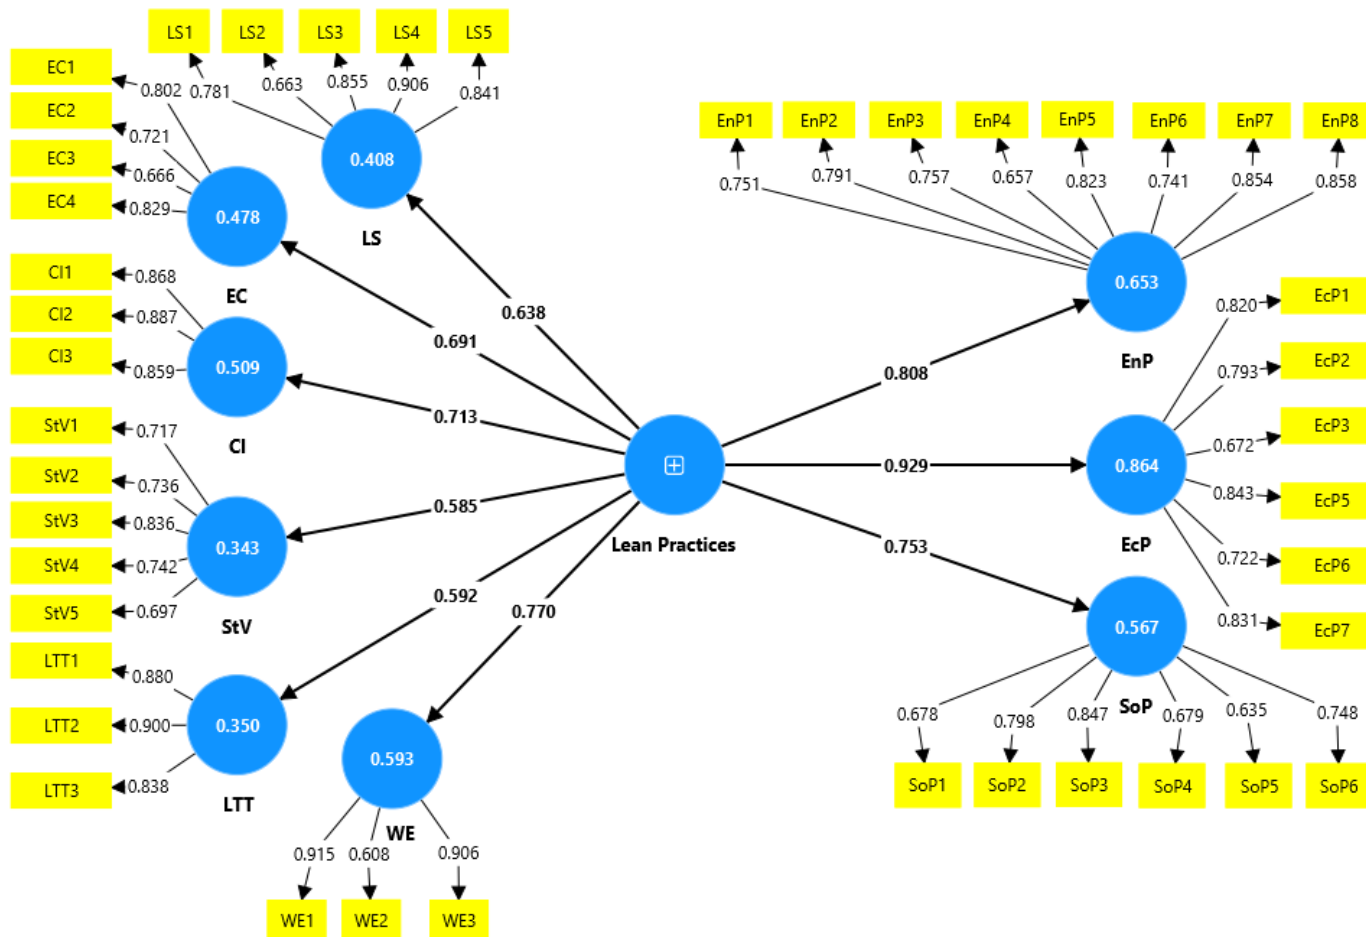 LS1 LS2 LS3 LS4 LS5
0.781 0.663 0.855 0.906 0.841
0.408
LS
EC1
EC2
EC3
EC4
0.802
0.721
0.666
0.829
0.478
EC
CI1
CI2
CI3
0.868
0.887
0.859
0.509
CI
StV1
StV2
StV3
StV4
StV5
0.717
0.736
0.836
0.742
0.697
0.343
StV
LTT1
LTT2
LTT3
0.880
0.900
0.838
0.350
LTT
0.593
WE
0.915 0.608 0.906
WE1 WE2 WE3
0.638
0.691
0.713
0.585
0.592
0.770
Lean Practices
0.808
0.929
0.753
EnP1 EnP2 EnP3 EnP4 EnP5 EnP6 EnP7 EnP8
0.751 0.791 0.757 0.657 0.823 0.741 0.854 0.858
0.653
EnP
0.864
EcP
0.820
0.793
0.672
0.843
0.722
0.831
EcP1
EcP2
EcP3
EcP5
EcP6
EcP7
0.567
SoP
0.678 0.798 0.847 0.679 0.635 0.748
SoP1 SoP2 SoP3 SoP4 SoP5 SoP6